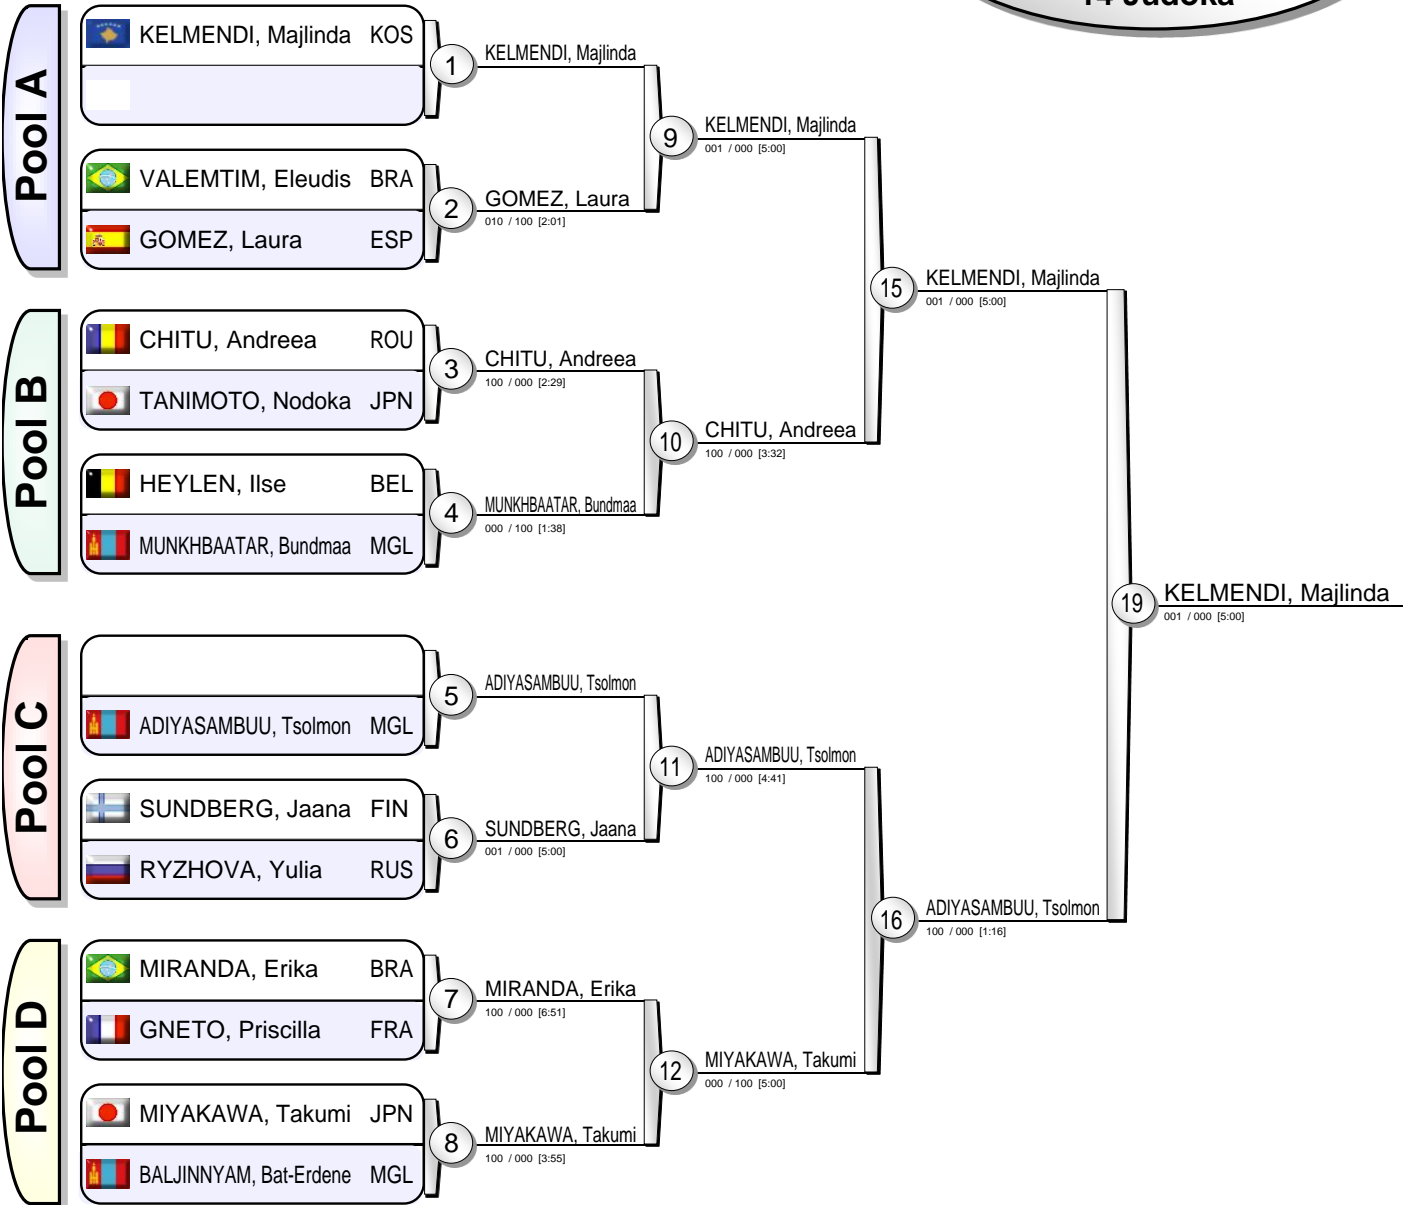 14 Judoka
Pool A
KELMENDI, Majlinda KOS
VALEMTIM, Eleudis BRA
GOMEZ, Laura ESP
Pool B
CHITU, Andreea ROU
TANIMOTO, Nodoka JPN
HEYLEN, Ilse BEL
MUNKHBAATAR, Bundmaa MGL
Pool C
ADIYASAMBUU, Tsolmon MGL
SUNDBERG, Jaana FIN
RYZHOVA, Yulia RUS
Pool D
MIRANDA, Erika BRA
GNETO, Priscilla FRA
MIYAKAWA, Takumi JPN
BALJINNYAM, Bat-Erdene MGL
1
KELMENDI, Majlinda
2
GOMEZ, Laura
010 / 100 [2:01]
3
CHITU, Andreea
100 / 000 [2:29]
4
MUNKHBAATAR, Bundmaa
000 / 100 [1:38]
5
ADIYASAMBUU, Tsolmon
6
SUNDBERG, Jaana
001 / 000 [5:00]
7
MIRANDA, Erika
100 / 000 [6:51]
8
MIYAKAWA, Takumi
100 / 000 [3:55]
9
KELMENDI, Majlinda
001 / 000 [5:00]
10
CHITU, Andreea
100 / 000 [3:32]
11
ADIYASAMBUU, Tsolmon
100 / 000 [4:41]
12
MIYAKAWA, Takumi
000 / 100 [5:00]
15
KELMENDI, Majlinda
001 / 000 [5:00]
16
ADIYASAMBUU, Tsolmon
100 / 000 [1:16]
19
KELMENDI, Majlinda
001 / 000 [5:00]